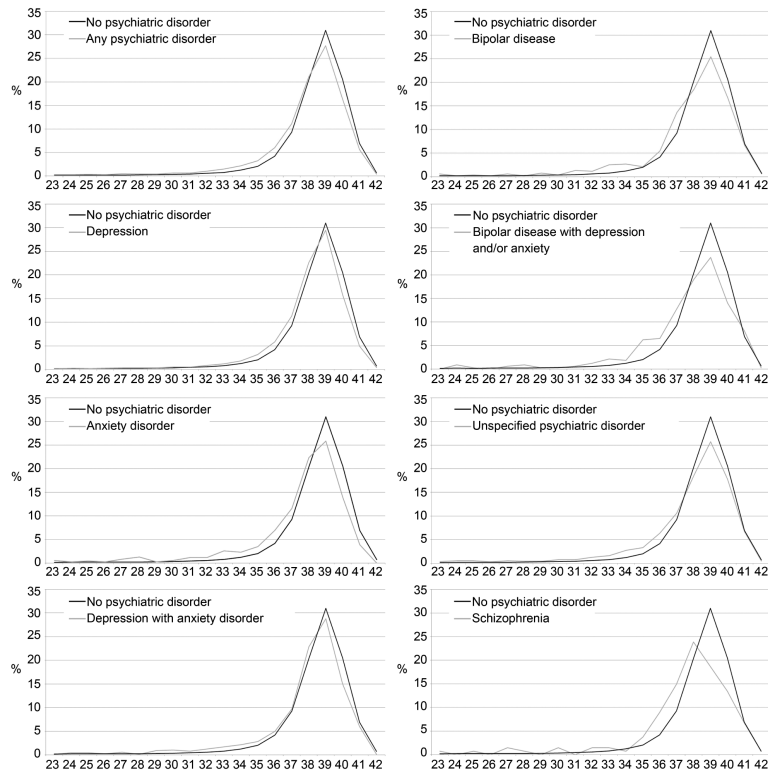 35
No psychiatric disorder
30
Any psychiatric disorder
25
20
%
15
10
5
0
23 24 25 26 27 28 29 30 31 32 33 34 35 36 37 38 39 40 41 42
35
No psychiatric disorder
30
Bipolar disease
25
20
%
15
10
5
0
23 24 25 26 27 28 29 30 31 32 33 34 35 36 37 38 39 40 41 42
35
No psychiatric disorder
30
Depression
25
20
%
15
10
5
0
23 24 25 26 27 28 29 30 31 32 33 34 35 36 37 38 39 40 41 42
35
No psychiatric disorder
30
Bipolar disease with depression
and/or anxiety
25
20
%
15
10
5
0
23 24 25 26 27 28 29 30 31 32 33 34 35 36 37 38 39 40 41 42
35
No psychiatric disorder
30
Anxiety disorder
25
20
%
15
10
5
0
23 24 25 26 27 28 29 30 31 32 33 34 35 36 37 38 39 40 41 42
35
No psychiatric disorder
30
Unspecified psychiatric disorder
25
20
%
15
10
5
0
23 24 25 26 27 28 29 30 31 32 33 34 35 36 37 38 39 40 41 42
35
No psychiatric disorder
30
Depression with anxiety disorder
25
20
%
15
10
5
0
23 24 25 26 27 28 29 30 31 32 33 34 35 36 37 38 39 40 41 42
35
No psychiatric disorder
30
Schizophrenia
25
20
%
15
10
5
0
23 24 25 26 27 28 29 30 31 32 33 34 35 36 37 38 39 40 41 42